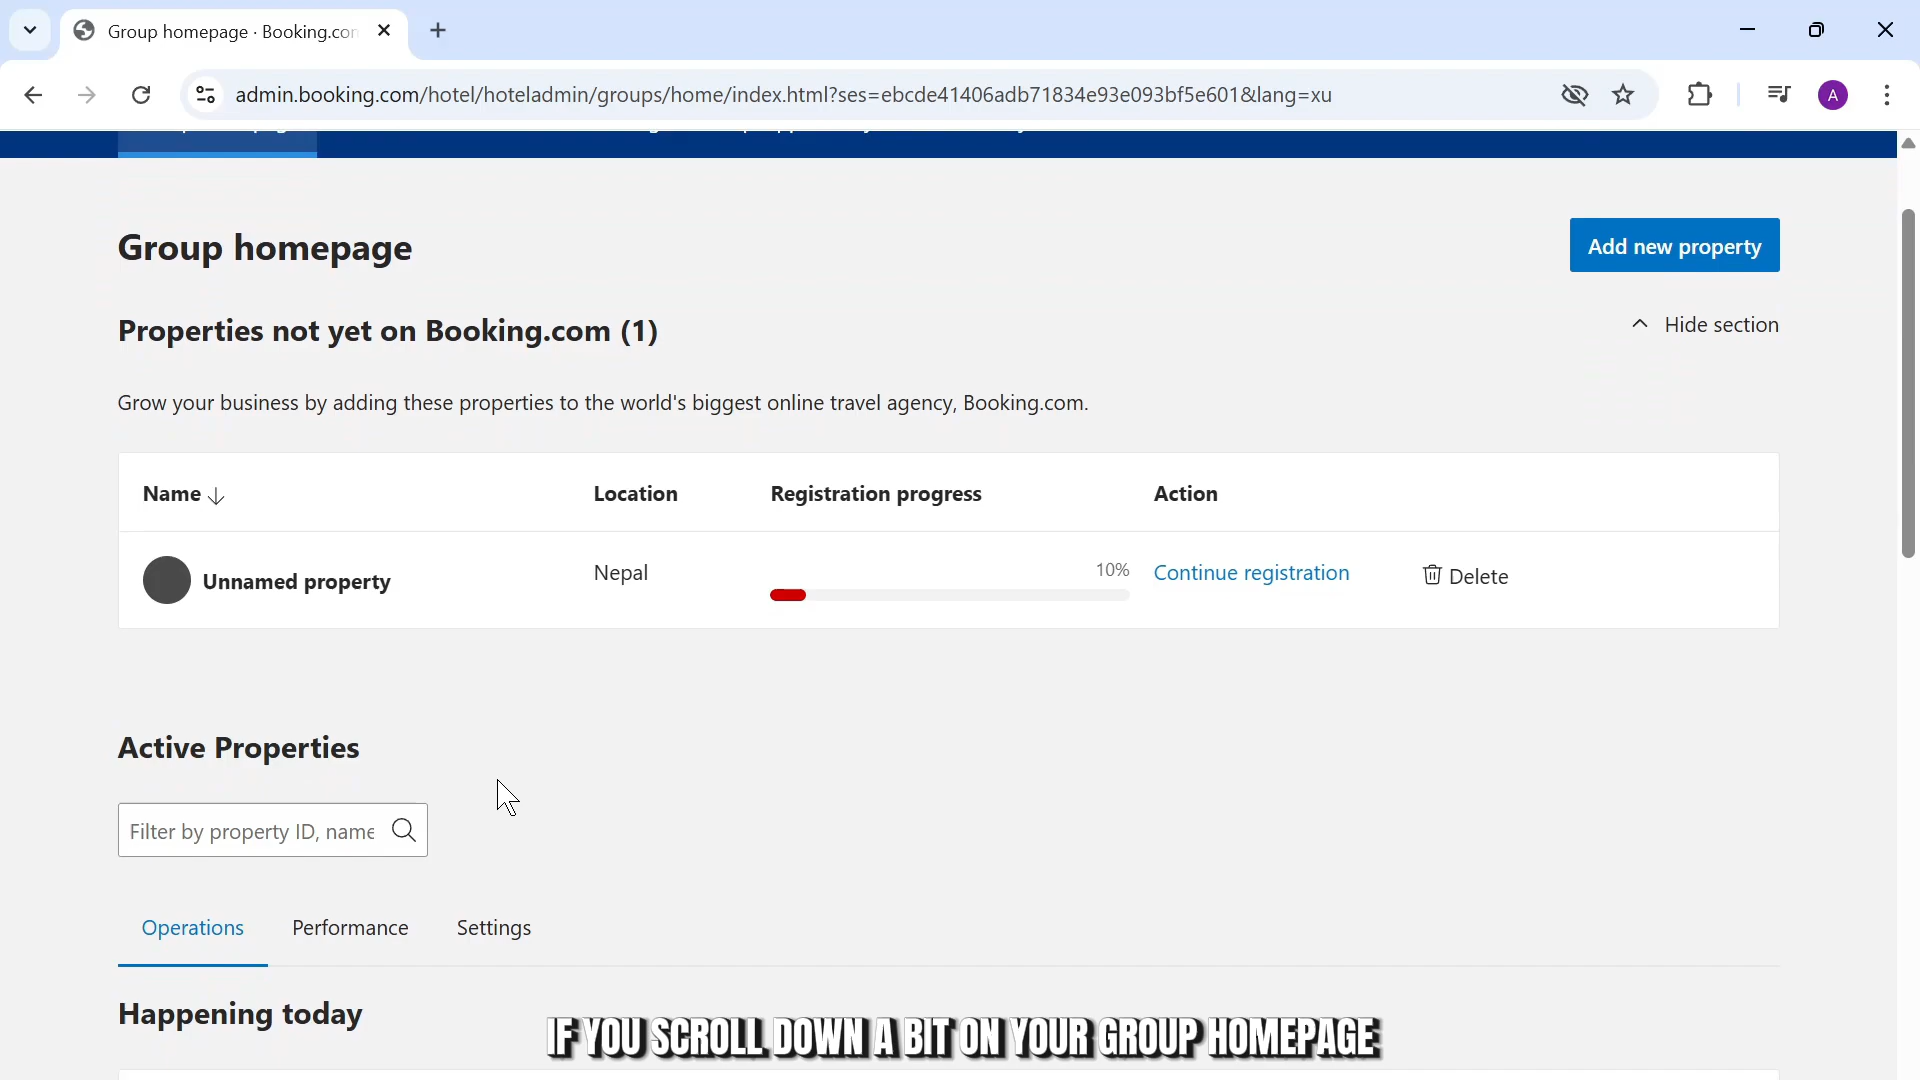 Group homepage · Booking.con
admin.booking.com/hotel/hoteladmin/groups/home/index.html?ses=ebcde41406adb71834e93e093bf5e601&lang=xu
A
Group homepage
Add new property
Properties not yet on Booking.com (1)
Hide section
Grow your business by adding these properties to the world's biggest online travel agency, Booking.com.
Name
Location
Registration progress
Action
Unnamed property
Nepal
10%
Continue registration
Delete
Active Properties
Filter by property ID, name
Operations
Performance
Settings
Happening today
IF YOU SCROLL DOWN A BIT ON YOUR GROUP HOMEPAGE